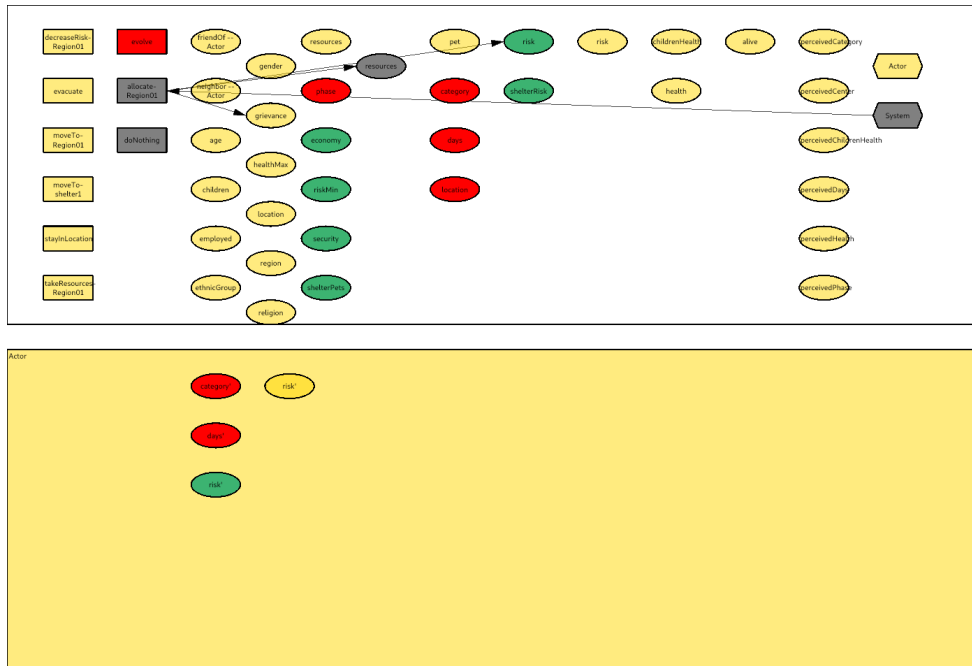 decreaseRisk-
Region01
evolve
friendOf --
Actor
resources
pet
risk
risk
childrenHealth
alive
perceivedCategory
gender
resources
Actor
evacuate
allocate-
Region01
neighbor --
Actor
phase
category
shelterRisk
health
perceivedCenter
grievance
System
moveTo-
Region01
doNothing
age
economy
days
perceivedChildrenHealth
healthMax
moveTo-
shelter1
children
riskMin
location
perceivedDays
location
stayInLocation
employed
security
perceivedHealth
region
takeResources-
Region01
ethnicGroup
shelterPets
perceivedPhase
religion
Actor
category'
risk'
days'
risk'